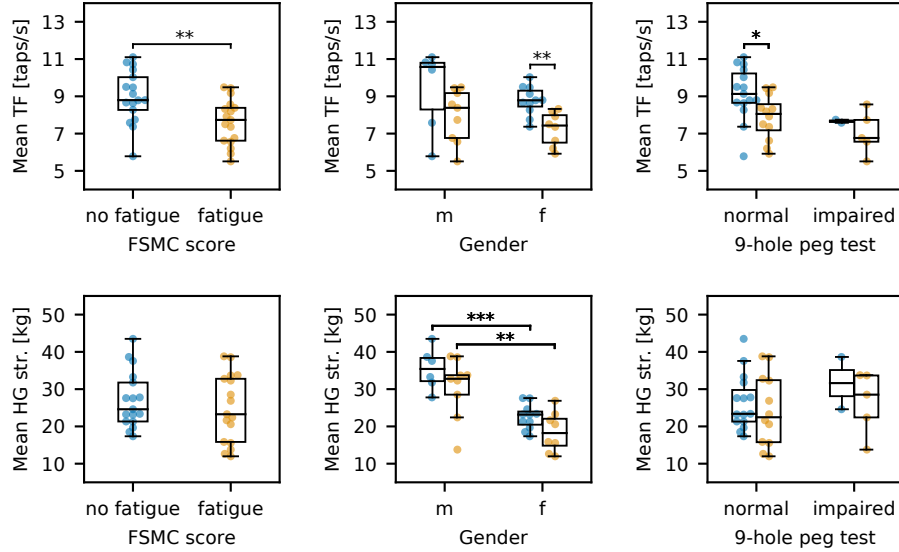 Mean TF [taps/s]
13
11
9
7
5
**
no fatigue fatigue
FSMC score
Mean TF [taps/s]
13
11
9
7
5
**
m f
Gender
Mean TF [taps/s]
13
11
9
7
5
*
normal impaired
9-hole peg test
Mean HG str. [kg]
50
40
30
20
10
no fatigue fatigue
FSMC score
Mean HG str. [kg]
50
40
30
20
10
***
**
m f
Gender
Mean HG str. [kg]
50
40
30
20
10
normal impaired
9-hole peg test